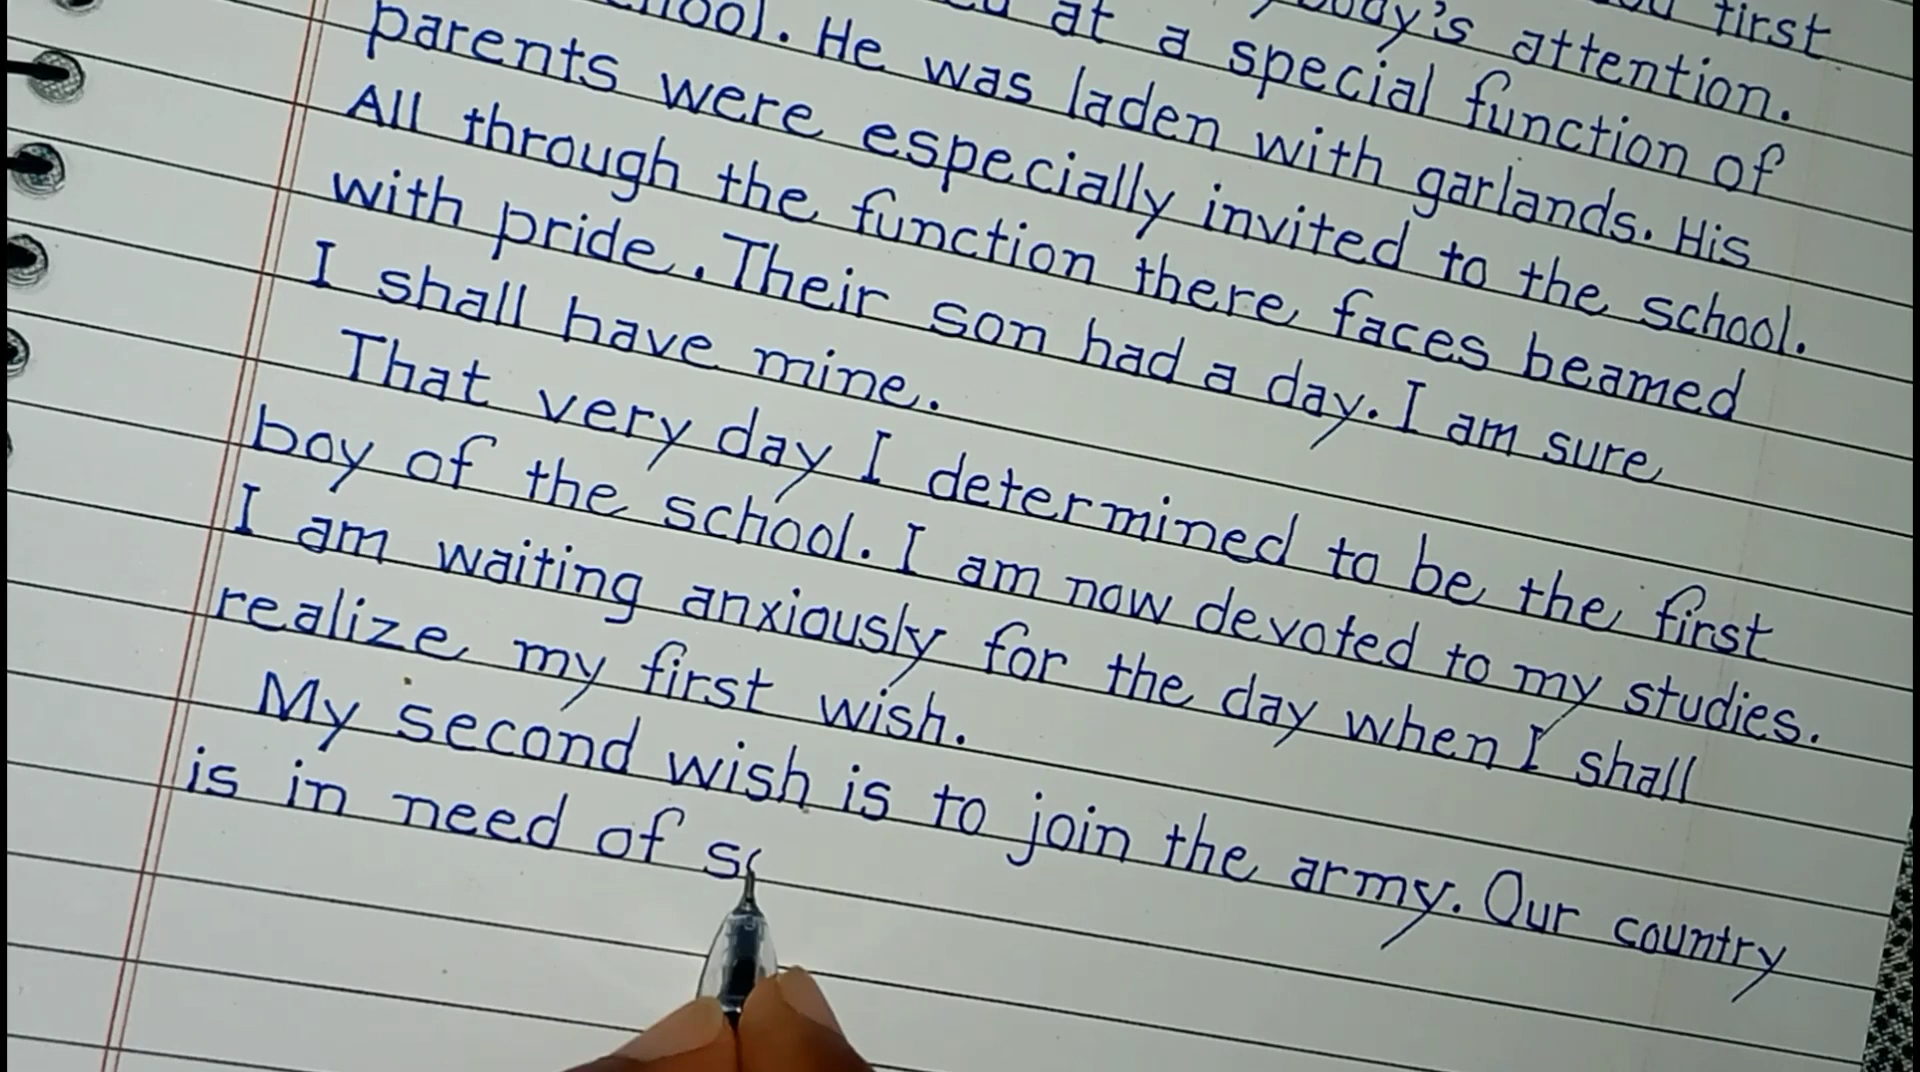 first
attention.
at a special function of
He was laden with garlands. His
parents were especially invited to the school.
All through the function there faces beamed
with pride. Their son had a day. I am sure
I shall have mine.
That very day I determined to be the first
boy of the school. I am now devoted to my studies.
I am waiting anxiously for the day when I shall
realize my first wish.
My second wish is to join the army. Our country
is in need of